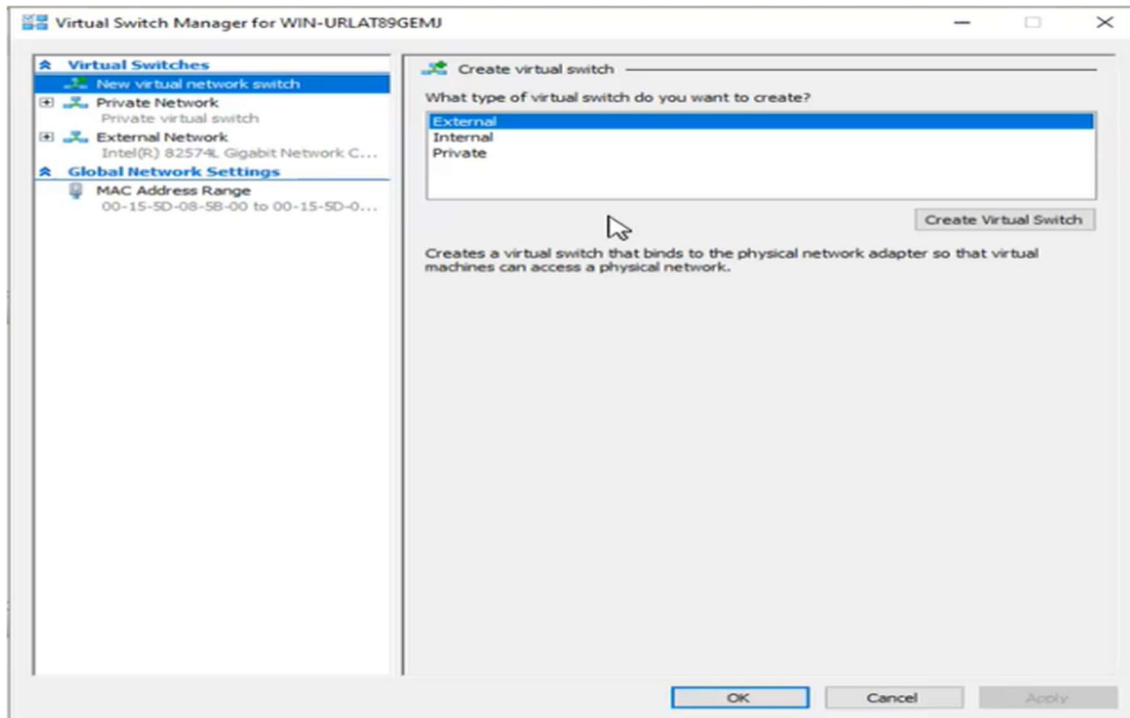 Virtual Switch Manager for WIN-URLAT89GEMJ
Virtual Switches
New virtual network switch
Private Network
Private virtual switch
External Network
Intel(R) 82574L Gigabit Network C...
Global Network Settings
MAC Address Range
00-15-5D-08-5B-00 to 00-15-5D-0...
Create virtual switch
What type of virtual switch do you want to create?
External
Internal
Private
Create Virtual Switch
Creates a virtual switch that binds to the physical network adapter so that virtual
machines can access a physical network.
OK
Cancel
Apply